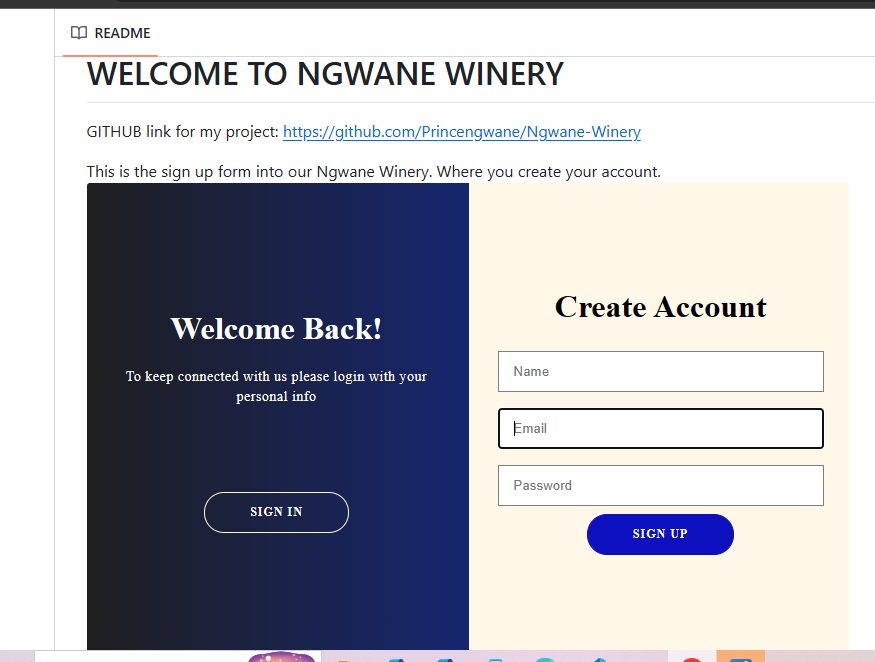 README
WELCOME TO NGWANE WINERY
GITHUB link for my project: https://github.com/Princengwane/Ngwane-Winery
This is the sign up form into our Ngwane Winery. Where you create your account.
Welcome Back!
To keep connected with us please login with your
personal info
SIGN IN
Create Account
Name
Email
Password
SIGN UP